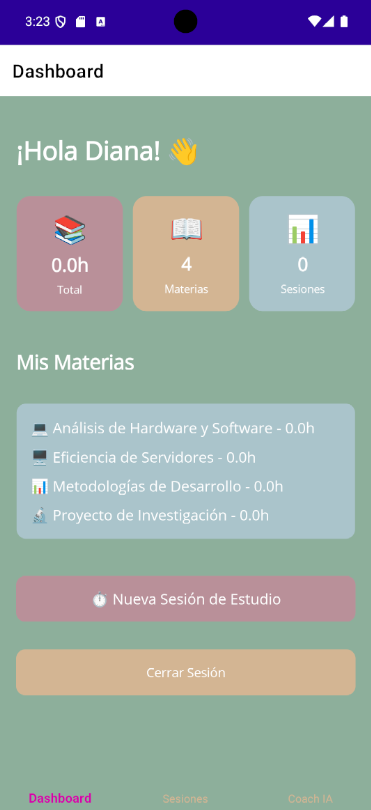 3:23
Dashboard
¡Hola Diana! 👋
0.0h
Total
4
Materias
0
Sesiones
Mis Materias
Análisis de Hardware y Software - 0.0h
Eficiencia de Servidores - 0.0h
Metodologías de Desarrollo - 0.0h
Proyecto de Investigación - 0.0h
Nueva Sesión de Estudio
Cerrar Sesión
Dashboard
Sesiones
Coach IA